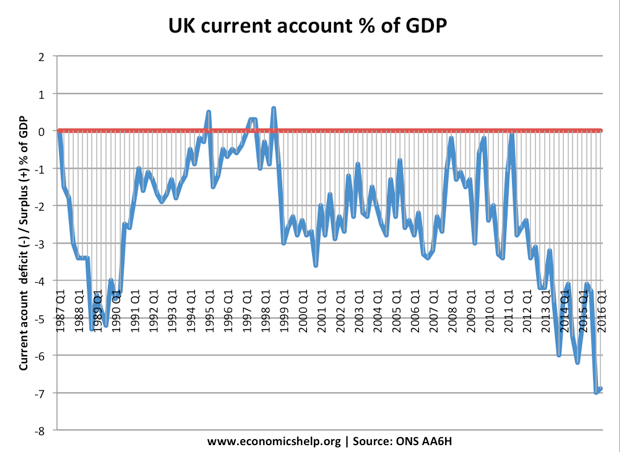 UK current account % of GDP
Current acount deficit (-) / Surplus (+) % of GDP
2
1
0
-1
-2
-3
-4
-5
-6
-7
-8
1987 Q1
1988 Q1
1989 Q1
1990 Q1
1991 Q1
1992 Q1
1993 Q1
1994 Q1
1995 Q1
1996 Q1
1997 Q1
1998 Q1
1999 Q1
2000 Q1
2001 Q1
2002 Q1
2003 Q1
2004 Q1
2005 Q1
2006 Q1
2007 Q1
2008 Q1
2009 Q1
2010 Q1
2011 Q1
2012 Q1
2013 Q1
2014 Q1
2015 Q1
2016 Q1
www.economicshelp.org | Source: ONS AA6H